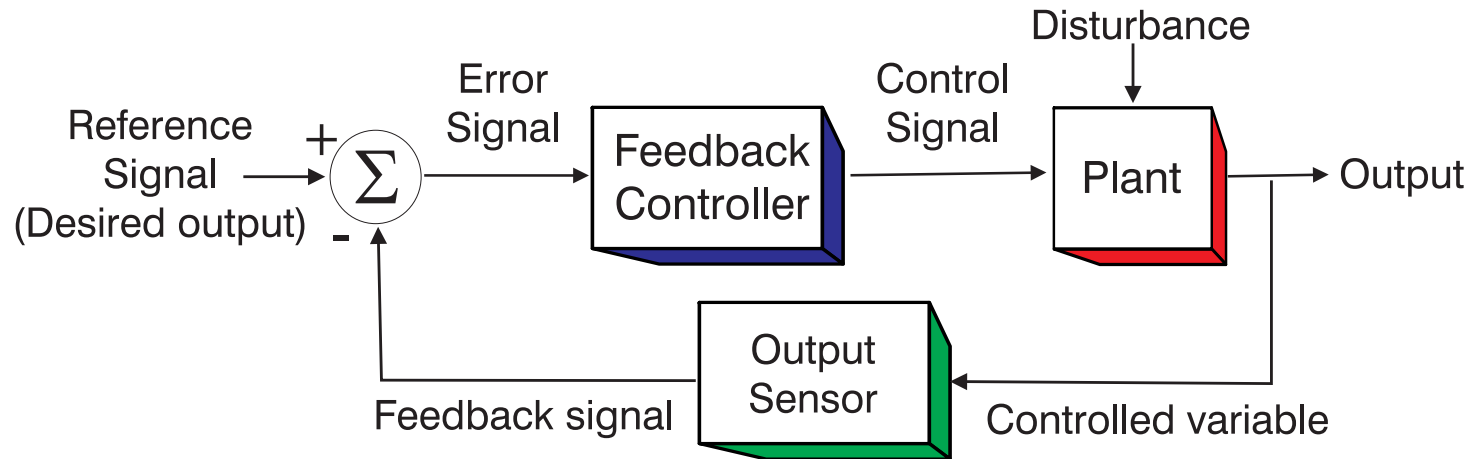 Disturbance
Error
Signal
Control
Signal
Reference
Signal
(Desired output)
+
-
Σ
Feedback
Controller
Plant
Output
Output
Sensor
Feedback signal
Controlled variable